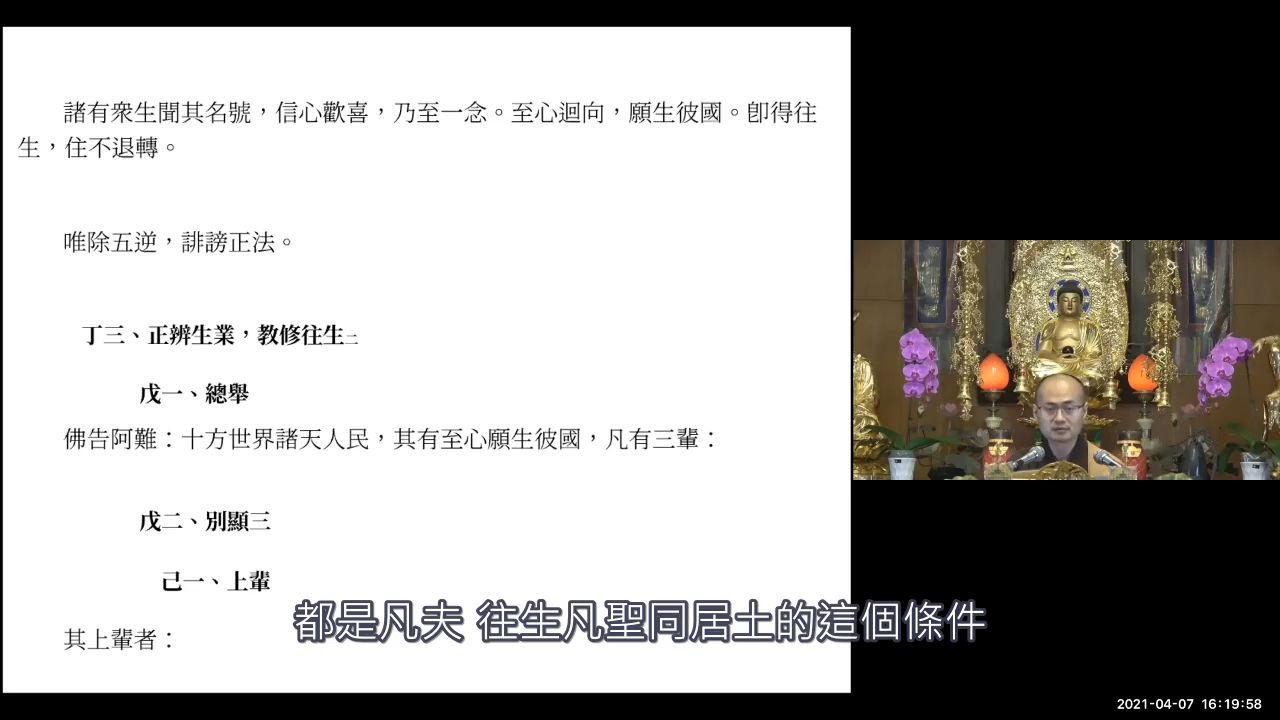 諸有衆生聞其名號，信心歡喜，乃至一念。至心迴向，願生彼國。卽得往
生，住不退轉。
唯除五逆，誹謗正法。
丁三、正辨生業，教修往生二
戊一、總舉
佛告阿難：十方世界諸天人民，其有至心願生彼國，凡有三輩：
戊二、別顯三
己一、上輩
其上輩者：
都是凡夫 往生凡聖同居土的這個條件
2021-04-07 16:19:58